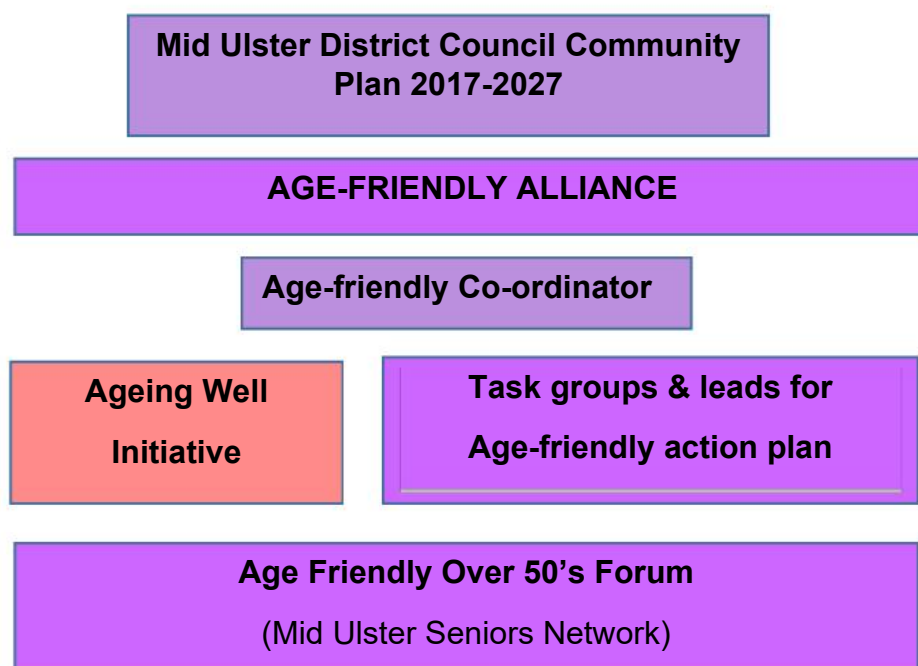 Mid Ulster District Council Community
Plan 2017-2027
AGE-FRIENDLY ALLIANCE
Age-friendly Co-ordinator
Ageing Well
Initiative
Task groups & leads for
Age-friendly action plan
Age Friendly Over 50's Forum
(Mid Ulster Seniors Network)